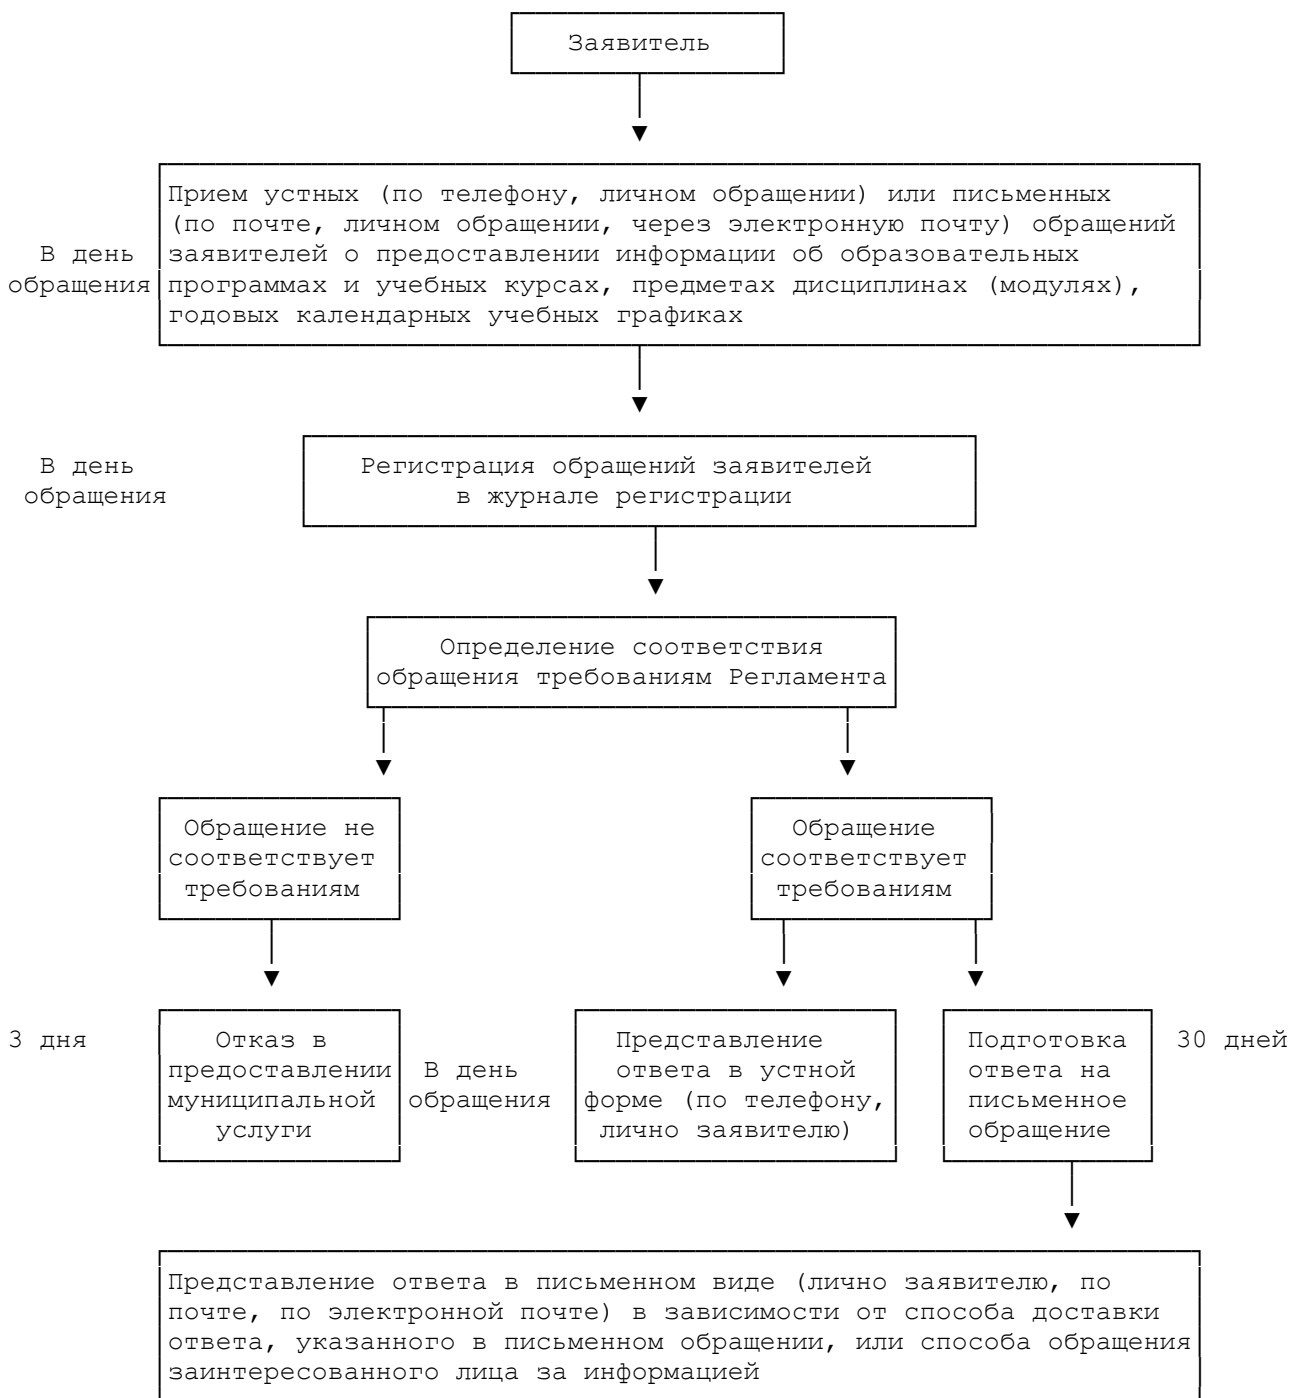 Заявитель
Прием устных (по телефону, личном обращении) или письменных
(по почте, личном обращении, через электронную почту) обращений
В день
заявителей о предоставлении информации об образовательных
обращения
программах и учебных курсах, предметах дисциплинах (модулях),
годовых календарных учебных графиках
В день
обращения
Регистрация обращений заявителей
в журнале регистрации
Определение соответствия
обращения требованиям Регламента
Обращение не
соответствует
требованиям
Обращение
соответствует
требованиям
3 дня
Отказ в
предоставлении
муниципальной
услуги
В день
обращения
Представление
ответа в устной
форме (по телефону,
лично заявителю)
Подготовка
ответа на
письменное
обращение
30 дней
Представление ответа в письменном виде (лично заявителю, по
почте, по электронной почте) в зависимости от способа доставки
ответа, указанного в письменном обращении, или способа обращения
заинтересованного лица за информацией